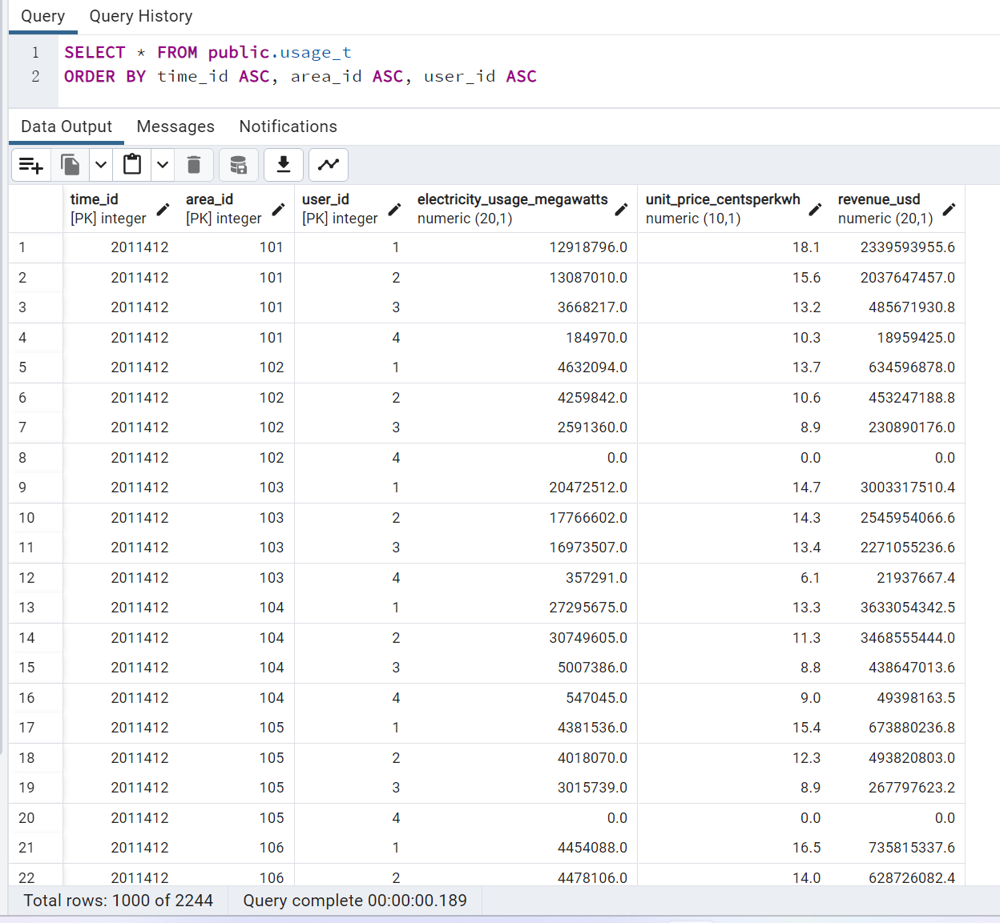 Query Query History
1 SELECT * FROM public.usage_t
2 ORDER BY time_id ASC, area_id ASC, user_id ASC
Data Output Messages Notifications
time_id area_id user_id electricity_usage_megawatts unit_price_centsperkwh revenue_usd
[PK] integer [PK] integer [PK] integer numeric (20,1) numeric (10,1) numeric (20,1)
1 2011412 101 1 12918796.0 18.1 2339593955.6
2 2011412 101 2 13087010.0 15.6 2037647457.0
3 2011412 101 3 3668217.0 13.2 485671930.8
4 2011412 101 4 184970.0 10.3 18959425.0
5 2011412 102 1 4632094.0 13.7 634596878.0
6 2011412 102 2 4259842.0 10.6 453247188.8
7 2011412 102 3 2591360.0 8.9 230890176.0
8 2011412 102 4 0.0 0.0 0.0
9 2011412 103 1 20472512.0 14.7 3003317510.4
10 2011412 103 2 17766602.0 14.3 2545954066.6
11 2011412 103 3 16973507.0 13.4 2271055236.6
12 2011412 103 4 357291.0 6.1 21937667.4
13 2011412 104 1 27295675.0 13.3 3633054342.5
14 2011412 104 2 30749605.0 11.3 3468555444.0
15 2011412 104 3 5007386.0 8.8 438647013.6
16 2011412 104 4 547045.0 9.0 49398163.5
17 2011412 105 1 4381536.0 15.4 673880236.8
18 2011412 105 2 4018070.0 12.3 493820803.0
19 2011412 105 3 3015739.0 8.9 267797623.2
20 2011412 105 4 0.0 0.0 0.0
21 2011412 106 1 4454088.0 16.5 735815337.6
22 2011412 106 2 4478106.0 14.0 628726082.4
Total rows: 1000 of 2244 Query complete 00:00:00.189